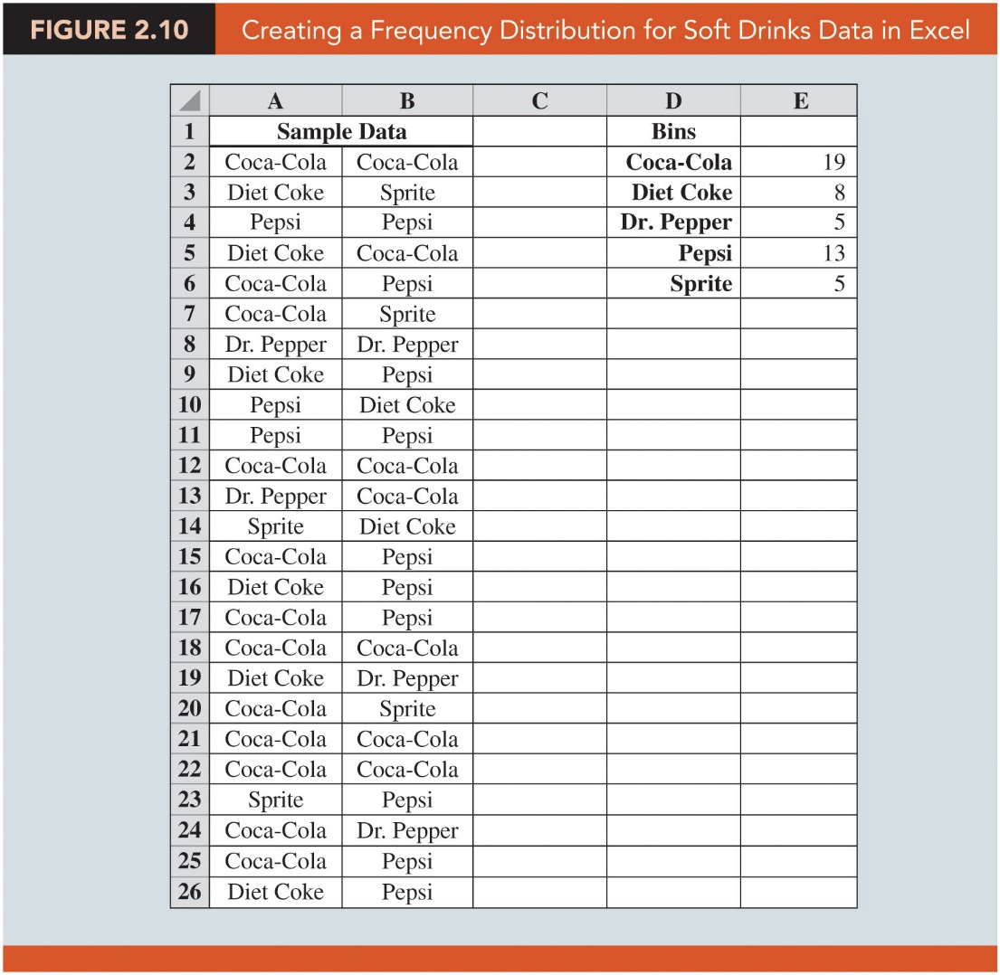 FIGURE 2.10 Creating a Frequency Distribution for Soft Drinks Data in Excel
A B C D E
1 Sample Data Bins
2 Coca-Cola Coca-Cola Coca-Cola 19
3 Diet Coke Sprite Diet Coke 8
4 Pepsi Pepsi Dr. Pepper 5
5 Diet Coke Coca-Cola Pepsi 13
6 Coca-Cola Pepsi Sprite 5
7 Coca-Cola Sprite
8 Dr. Pepper Dr. Pepper
9 Diet Coke Pepsi
10 Pepsi Diet Coke
11 Pepsi Pepsi
12 Coca-Cola Coca-Cola
13 Dr. Pepper Coca-Cola
14 Sprite Diet Coke
15 Coca-Cola Pepsi
16 Diet Coke Pepsi
17 Coca-Cola Pepsi
18 Coca-Cola Coca-Cola
19 Diet Coke Dr. Pepper
20 Coca-Cola Sprite
21 Coca-Cola Coca-Cola
22 Coca-Cola Coca-Cola
23 Sprite Pepsi
24 Coca-Cola Dr. Pepper
25 Coca-Cola Pepsi
26 Diet Coke Pepsi